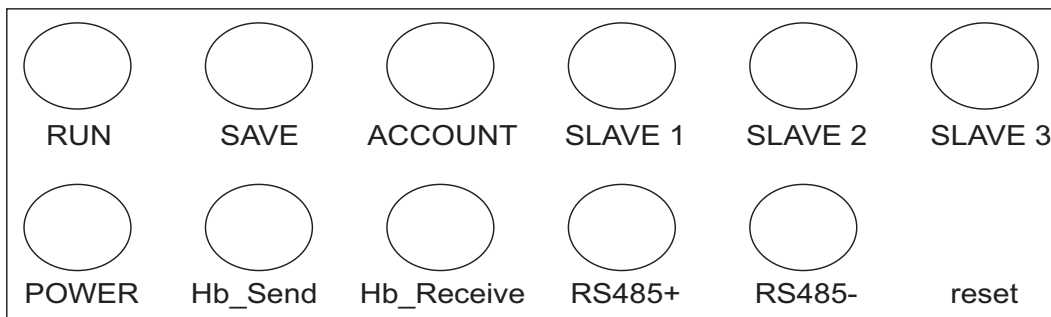 RUN SAVE ACCOUNT SLAVE 1 SLAVE 2 SLAVE 3
POWER Hb_Send Hb_Receive RS485+ RS485- reset